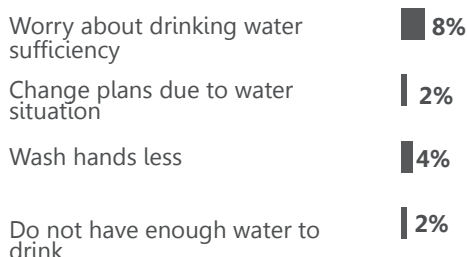 Worry about drinking water
sufficiency
8%
Change plans due to water
situation
2%
Wash hands less
4%
Do not have enough water to
drink
2%